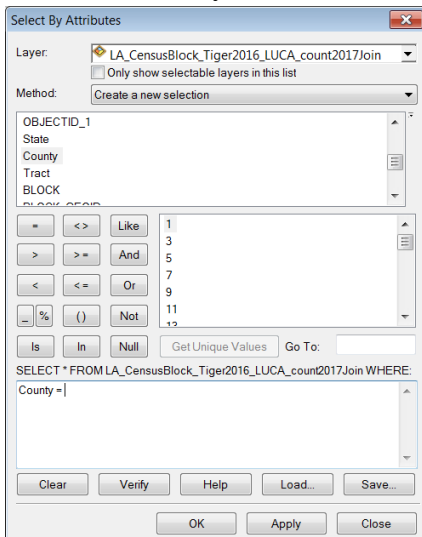 Select By Attributes
Layer: LA_CensusBlock_Tiger2016_LUCA_count2017Join
Only show selectable layers in this list
Method: Create a new selection
OBJECTID_1
State
County
Tract
BLOCK
= <> Like
> >= And
< <= Or
_ % () Not
Is In Null
1
3
5
7
9
11
Get Unique Values Go To:
SELECT * FROM LA_CensusBlock_Tiger2016_LUCA_count2017Join WHERE:
County =
Clear Verify Help Load... Save...
OK Apply Close